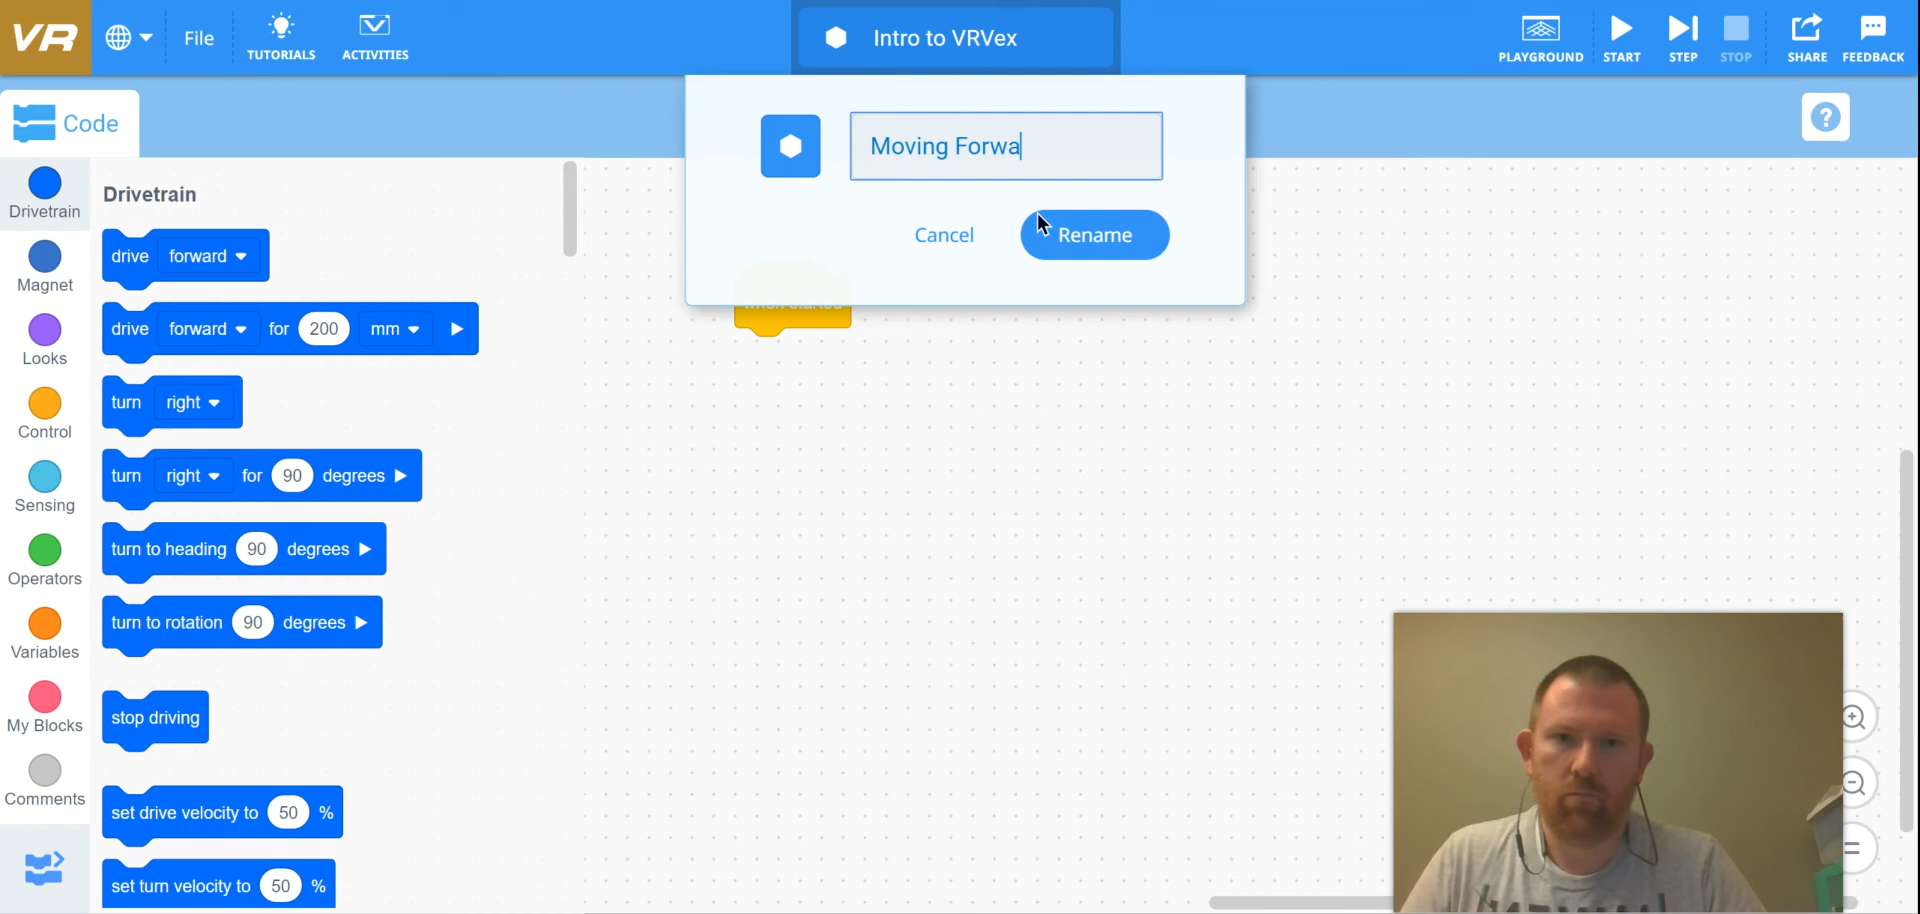 VR
File
TUTORIALS
ACTIVITIES
Intro to VRVex
PLAYGROUND
START
STEP
STOP
SHARE
FEEDBACK
Code
?
Moving Forwa
Cancel
Rename
when started
Drivetrain
Magnet
Looks
Control
Sensing
Operators
Variables
My Blocks
Comments
Drivetrain
drive forward
drive forward for 200 mm
turn right
turn right for 90 degrees
turn to heading 90 degrees
turn to rotation 90 degrees
stop driving
set drive velocity to 50 %
set turn velocity to 50 %